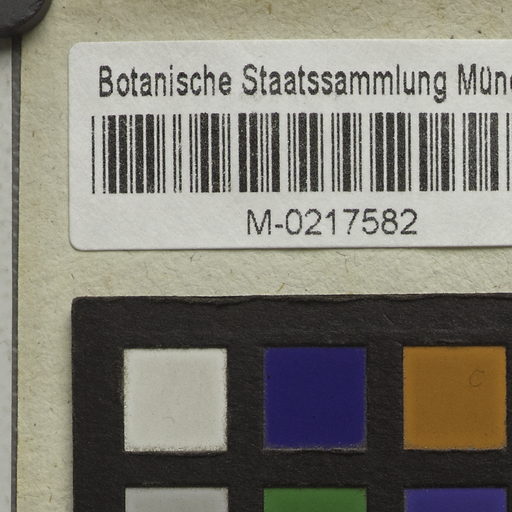 Botanische Staatssammlung Mün
M-0217582